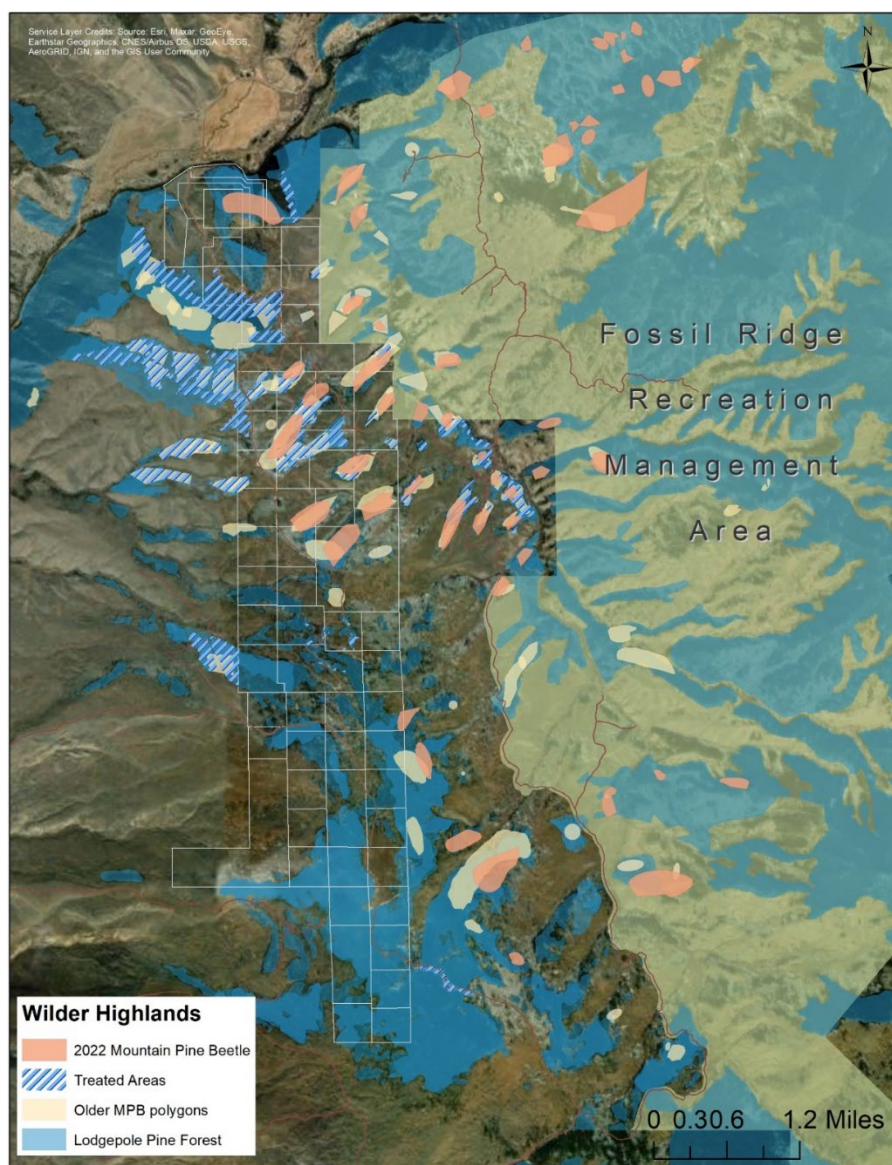 Service Layer Credits: Source: Esri, Maxar, GeoEye,
Earthstar Geographics, CNES/Airbus DS, USDA, USGS,
AeroGRID, IGN, and the GIS User Community
N
Fossil Ridge
Recreation
Management
Area
Wilder Highlands
2022 Mountain Pine Beetle
Treated Areas
Older MPB polygons
Lodgepole Pine Forest
0 0.30.6 1.2 Miles